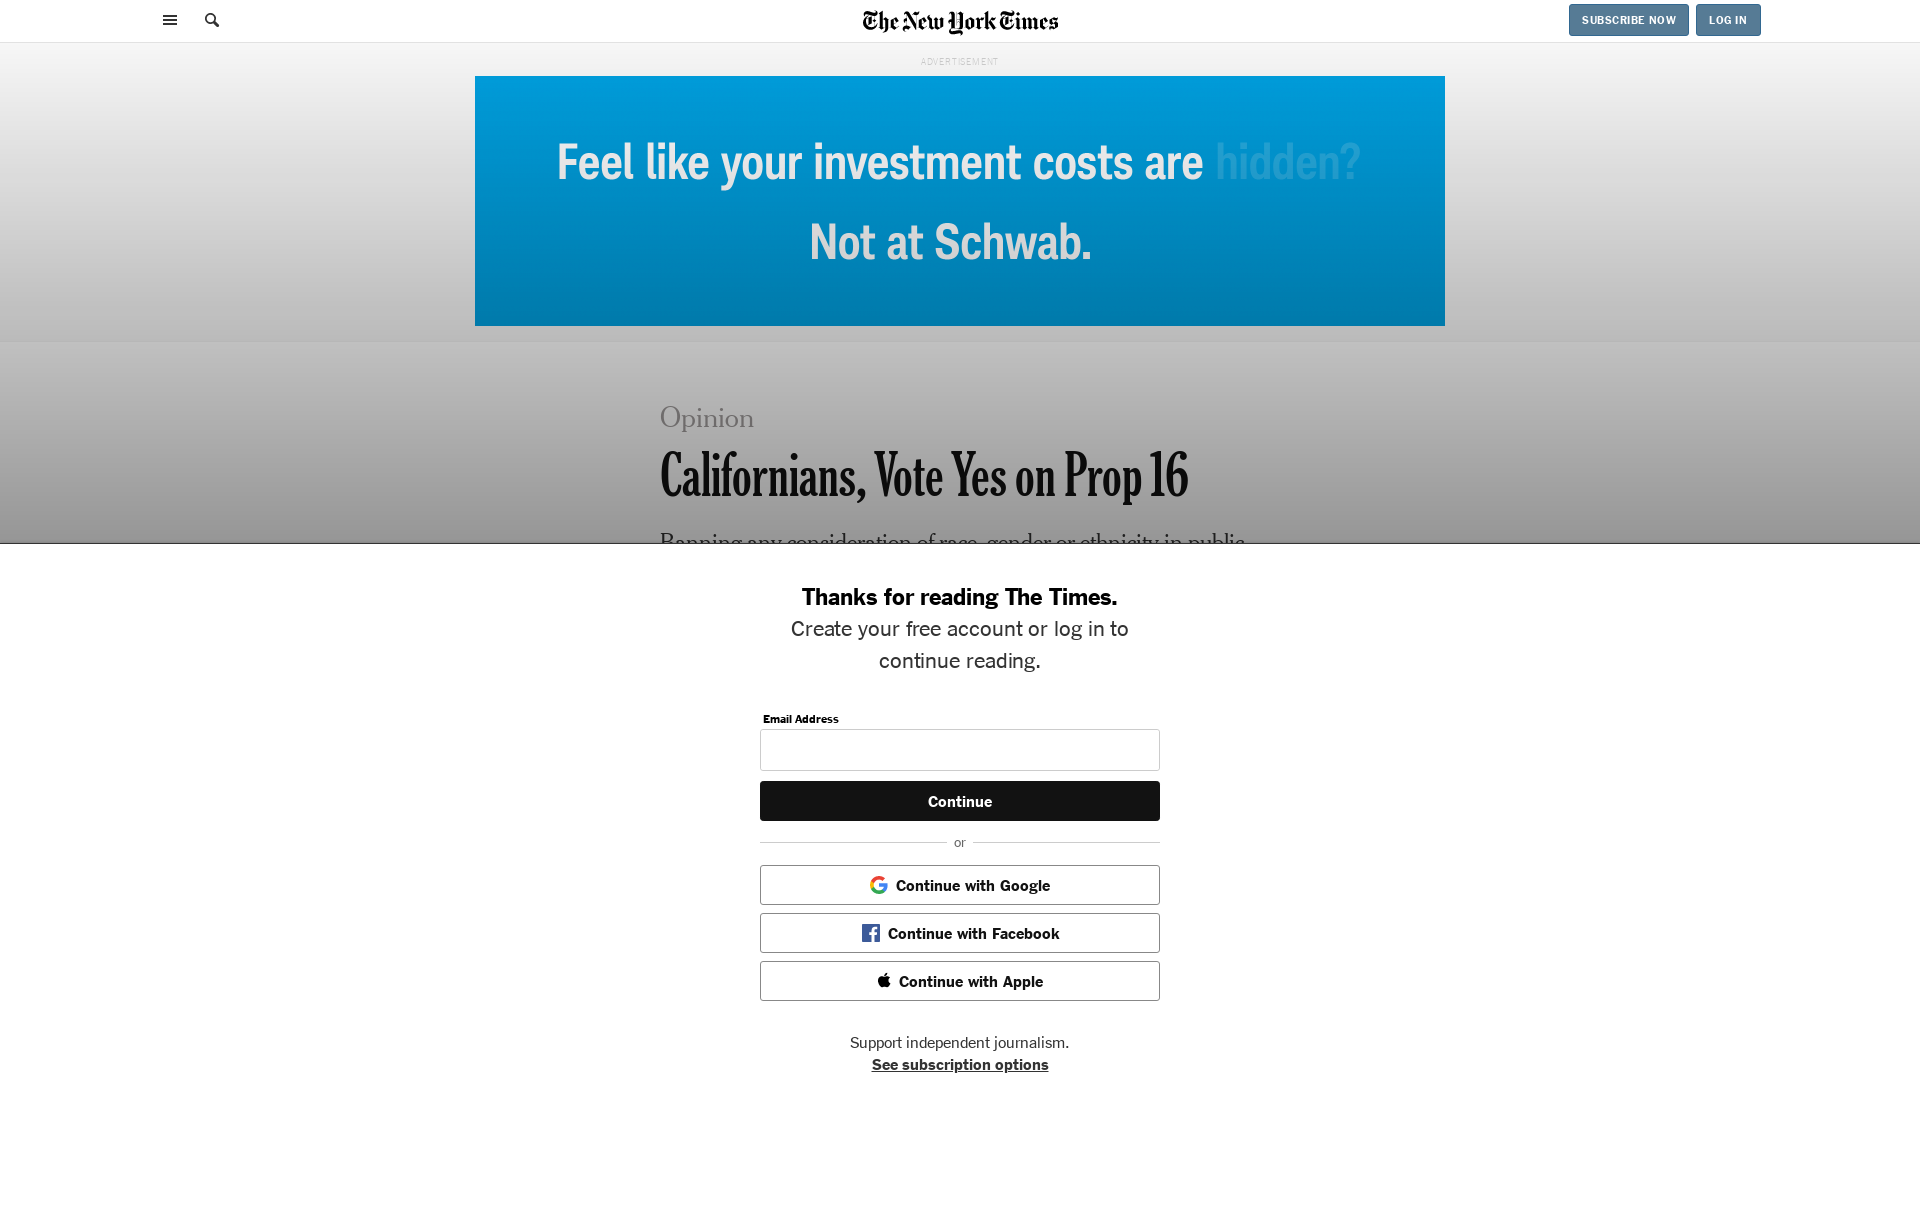 The New York Times
SUBSCRIBE NOW
LOG IN
ADVERTISEMENT
Feel like your investment costs are hidden?
Not at Schwab.
Opinion
Californians, Vote Yes on Prop 16
Banning any consideration of race, gender or ethnicity in public
Thanks for reading The Times.
Create your free account or log in to
continue reading.
Email Address
Continue
or
Continue with Google
Continue with Facebook
Continue with Apple
Support independent journalism.
See subscription options